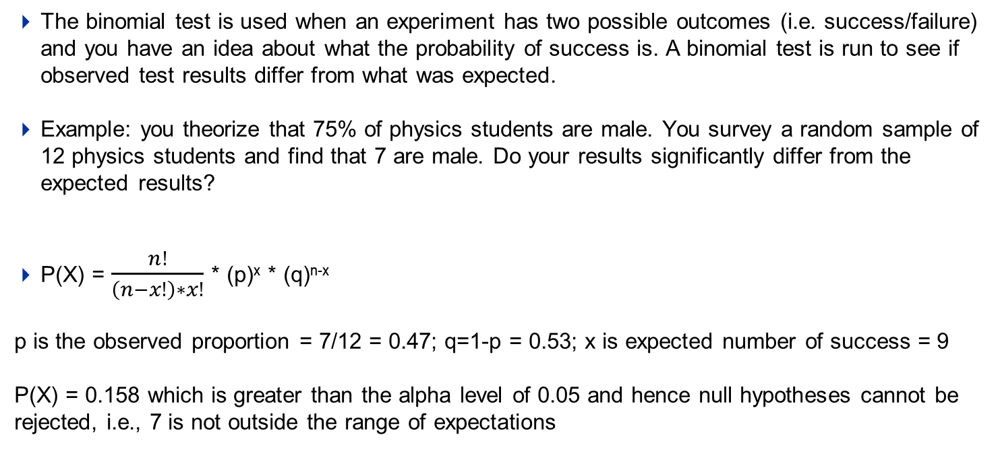 The binomial test is used when an experiment has two possible outcomes (i.e. success/failure)
and you have an idea about what the probability of success is. A binomial test is run to see if
observed test results differ from what was expected.
Example: you theorize that 75% of physics students are male. You survey a random sample of
12 physics students and find that 7 are male. Do your results significantly differ from the
expected results?
P(X) = n!/((n−x!)∗x!) * (p)^x * (q)^(n-x)
p is the observed proportion = 7/12 = 0.47; q=1-p = 0.53; x is expected number of success = 9
P(X) = 0.158 which is greater than the alpha level of 0.05 and hence null hypotheses cannot be
rejected, i.e., 7 is not outside the range of expectations